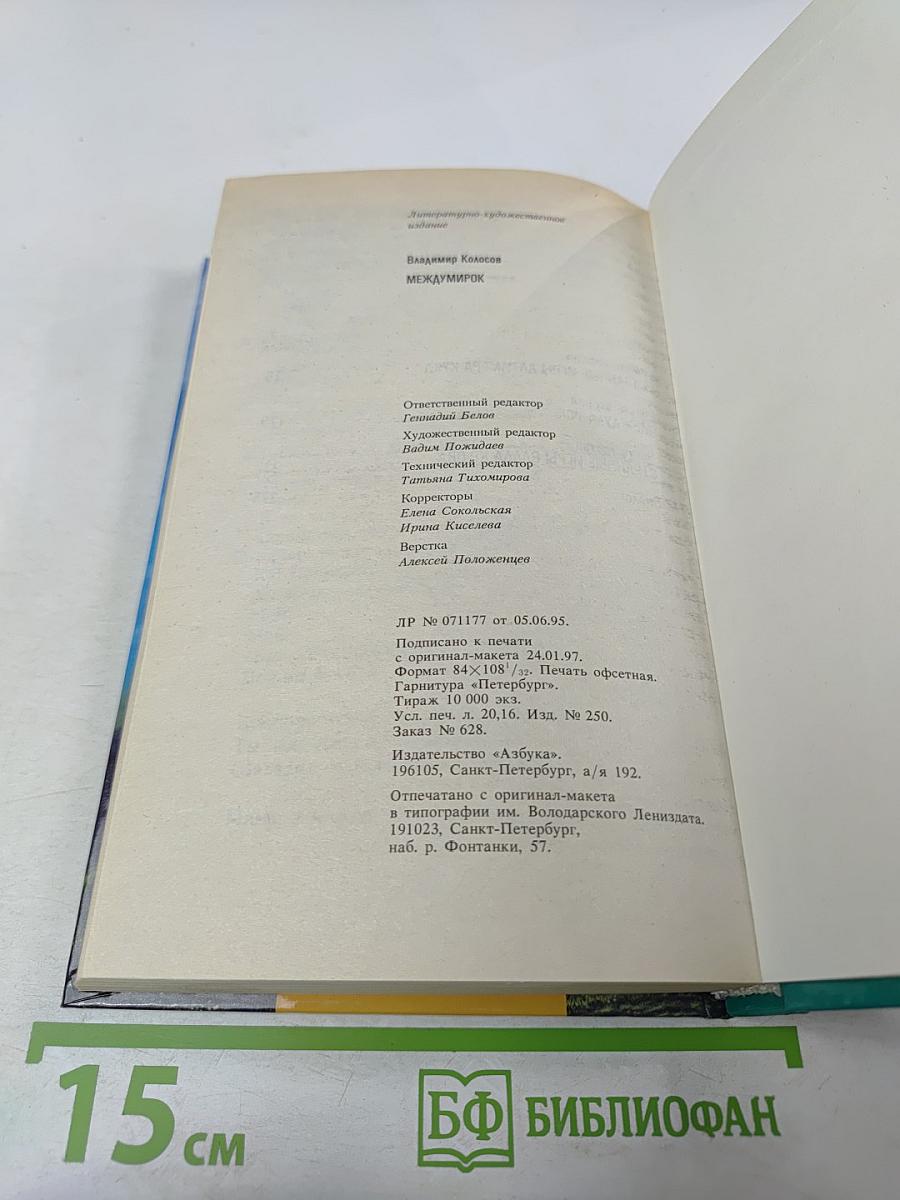 Литературно-художественное
издание
Владимир Колосов
МЕЖДУМИРОК
Ответственный редактор
Геннадий Белов
Художественный редактор
Вадим Пожидаев
Технический редактор
Татьяна Тихомирова
Корректоры
Елена Сокольская
Ирина Киселева
Верстка
Алексей Положенцев
ЛР № 071177 от 05.06.95.
Подписано к печати
с оригинал-макета 24.01.97.
Формат 84×108¹/₃₂. Печать офсетная.
Гарнитура «Петербург».
Тираж 10 000 экз.
Усл. печ. л. 20,16. Изд. № 250.
Заказ № 628.
Издательство «Азбука».
196105, Санкт-Петербург, а/я 192.
Отпечатано с оригинал-макета
в типографии им. Володарского Лениздата.
191023, Санкт-Петербург,
наб. р. Фонтанки, 57.
15 см
БФ БИБЛИОФАН